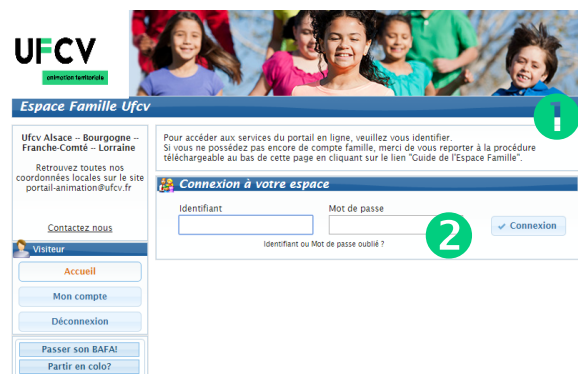 UFCV
animation territoriale
Espace Famille Ufcv
1
Ufcv Alsace -- Bourgogne --
Franche-Comté -- Lorraine
Retrouvez toutes nos
coordonnées locales sur le site
portail-animation@ufcv.fr
Contactez nous
Visiteur
Accueil
Mon compte
Déconnexion
Passer son BAFA!
Partir en colo?
Pour accéder aux services du portail en ligne, veuillez vous identifier.
Si vous ne possédez pas encore de compte famille, merci de vous reporter à la procédure
téléchargeable au bas de cette page en cliquant sur le lien "Guide de l'Espace Famille".
Connexion à votre espace
Identifiant
Mot de passe
2
Connexion
Identifiant ou Mot de passe oublié ?